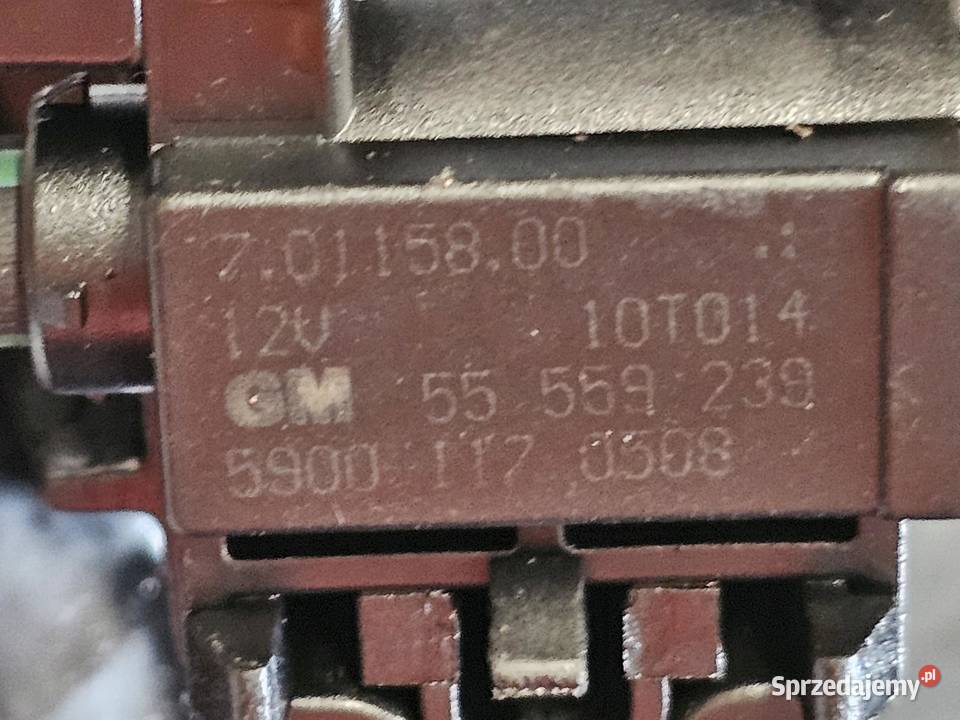 7.01158.00 .:
12V 10T014
GM 55 559 239
5900 117 0508
Sprzedajemy.pl